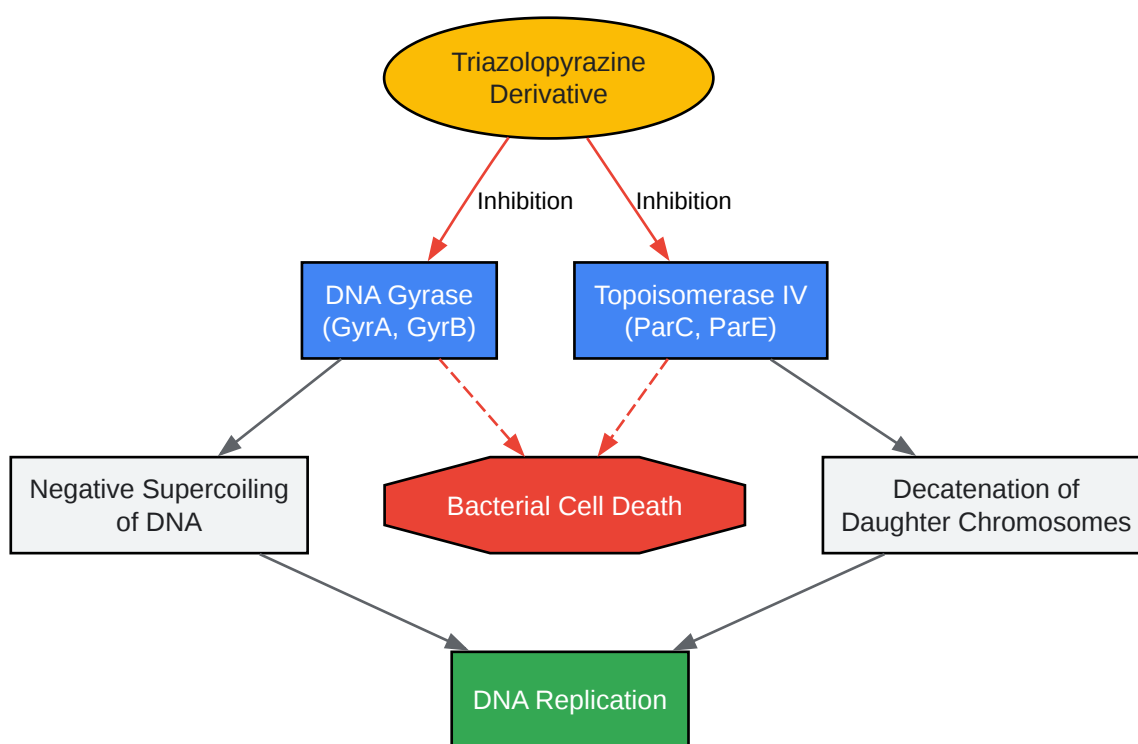 Triazolopyrazine
Derivative
Inhibition
Inhibition
DNA Gyrase
(GyrA, GyrB)
Topoisomerase IV
(ParC, ParE)
Negative Supercoiling
of DNA
Bacterial Cell Death
Decatenation of
Daughter Chromosomes
DNA Replication